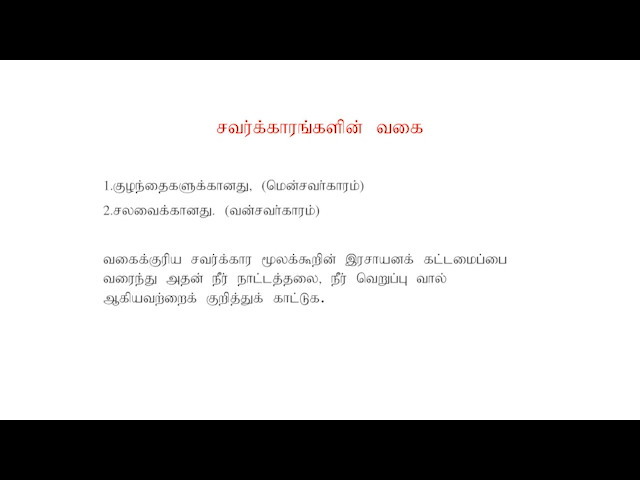 சவர்க்காரங்களின் வகை
1.குழந்தைகளுக்கானது, (மென்சவர்காரம்)
2.சலவைக்கானது. (வன்சவர்காரம்)
வகைக்குரிய சவர்க்கார மூலக்கூறின் இரசாயனக் கட்டமைப்பை
வரைந்து அதன் நீர் நாட்டத்தலை, நீர் வெறுப்பு வால்
ஆகியவற்றைக் குறித்துக் காட்டுக.